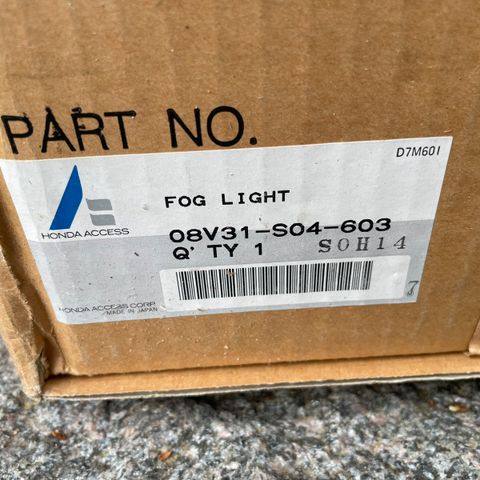 PART NO.
D7M601
FOG LIGHT
HONDA ACCESS
08V31-S04-603
Q'TY 1 S0H14
7
HONDA ACCESS CORP.
MADE IN JAPAN